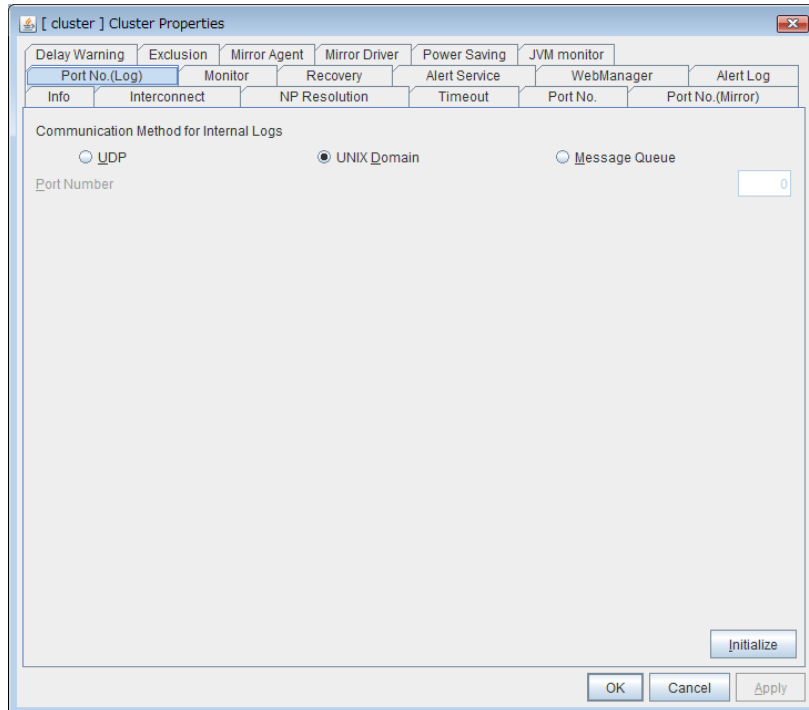 [ cluster ] Cluster Properties
Delay Warning Exclusion Mirror Agent Mirror Driver Power Saving JVM monitor
Port No.(Log) Monitor Recovery Alert Service WebManager Alert Log
Info Interconnect NP Resolution Timeout Port No. Port No.(Mirror)
Communication Method for Internal Logs
UDP UNIX Domain Message Queue
Port Number 0
Initialize
OK Cancel Apply